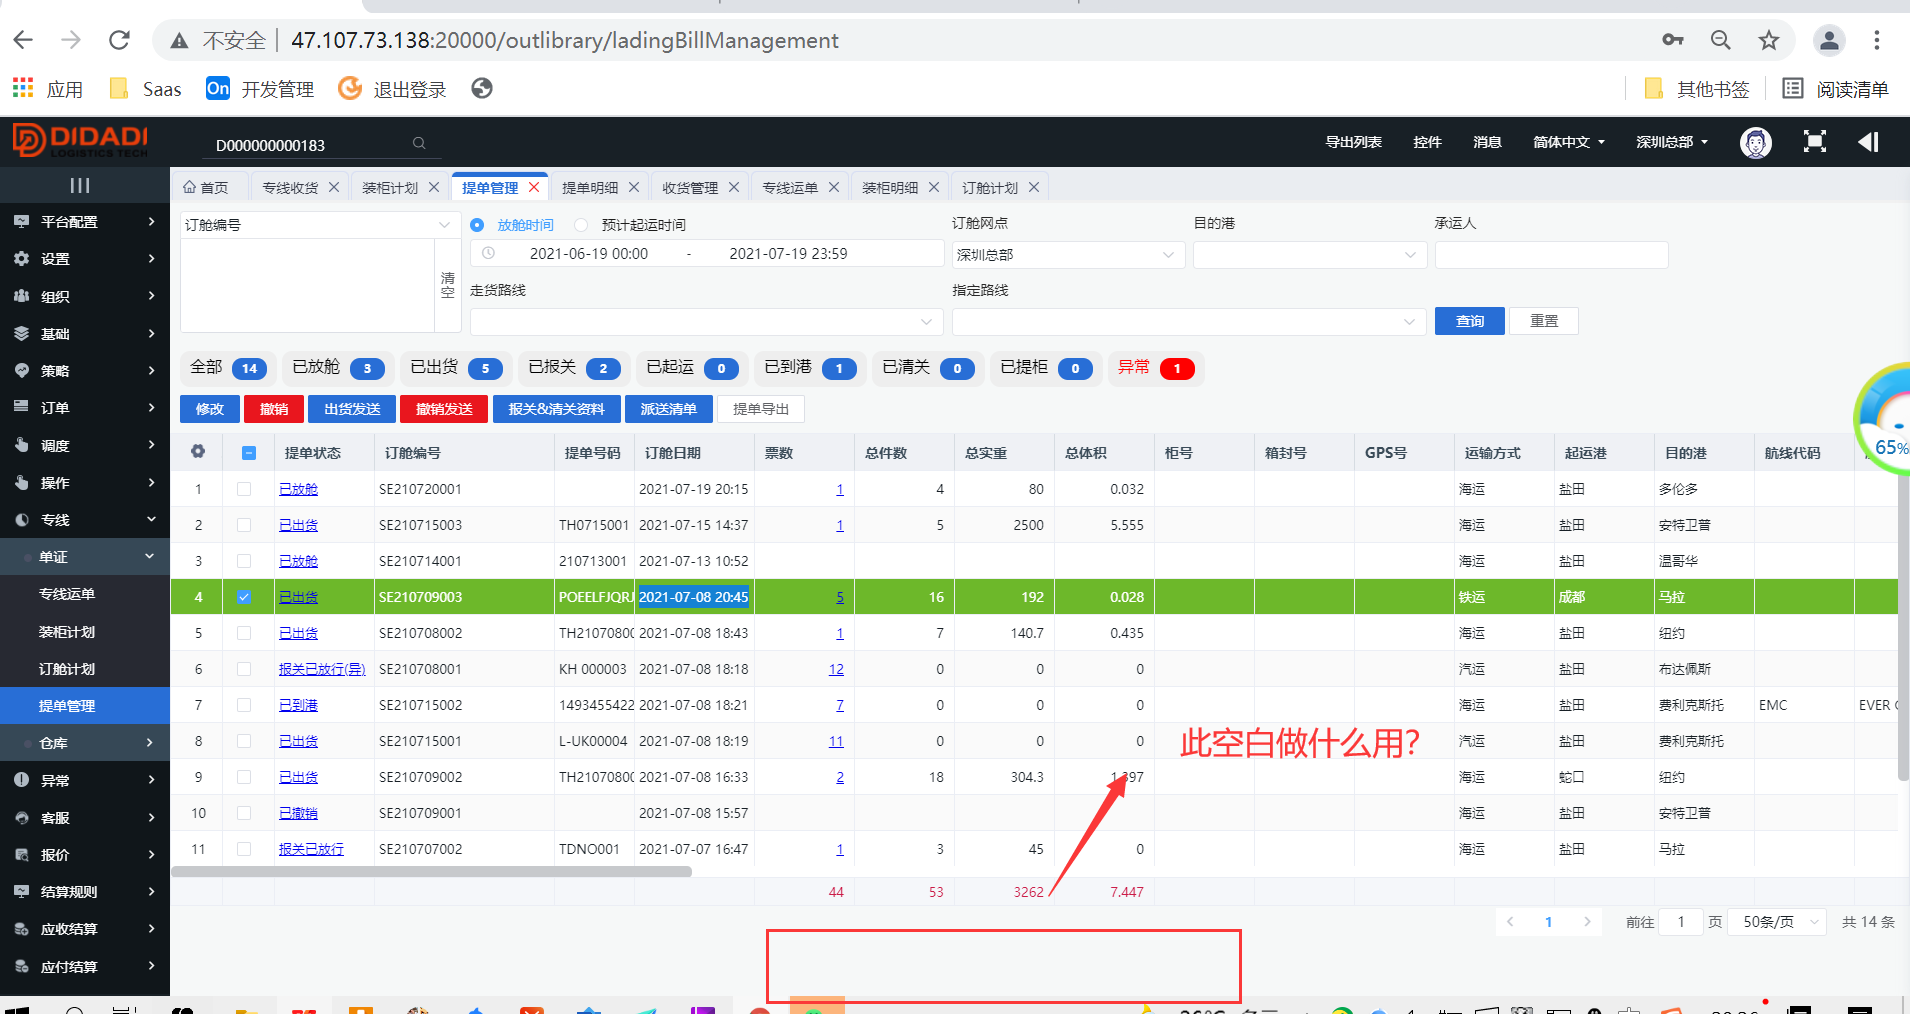 不安全 47.107.73.138:20000/outlibrary/ladingBillManagement
应用 Saas On 开发管理 退出登录 其他书签 阅读清单
DIDADI
LOGISTICS TECH
D000000000183 导出列表 控件 消息 简体中文 深圳总部
首页 专线收货 装柜计划 提单管理 提单明细 收货管理 专线运单 装柜明细 订舱计划
平台配置
设置
组织
基础
策略
订单
调度
操作
专线
单证
专线运单
装柜计划
订舱计划
提单管理
仓库
异常
客服
报价
结算规则
应收结算
应付结算
订舱编号 放舱时间 预计起运时间 订舱网点 目的港 承运人
2021-06-19 00:00 - 2021-07-19 23:59 深圳总部
清空
走货路线 指定路线
查询 重置
全部 14 已放舱 3 已出货 5 已报关 2 已起运 0 已到港 1 已清关 0 已提柜 0 异常 1
修改 撤销 出货发送 撤销发送 报关&清关资料 派送清单 提单导出
65%
提单状态 订舱编号 提单号码 订舱日期 票数 总件数 总实重 总体积 柜号 箱封号 GPS号 运输方式 起运港 目的港 航线代码
1 已放舱 SE210720001 2021-07-19 20:15 1 4 80 0.032 海运 盐田 多伦多
2 已出货 SE210715003 TH0715001 2021-07-15 14:37 1 5 2500 5.555 海运 盐田 安特卫普
3 已放舱 SE210714001 210713001 2021-07-13 10:52 海运 盐田 温哥华
4 已出货 SE210709003 POEELFJQRJ 2021-07-08 20:45 5 16 192 0.028 铁运 成都 马拉
5 已出货 SE210708002 TH21070800 2021-07-08 18:43 1 7 140.7 0.435 海运 盐田 纽约
6 报关已放行(异) SE210708001 KH 000003 2021-07-08 18:18 12 0 0 0 汽运 盐田 布达佩斯
7 已到港 SE210715002 1493455422 2021-07-08 18:21 7 0 0 0 海运 盐田 费利克斯托 EMC EVER
8 已出货 SE210715001 L-UK00004 2021-07-08 18:19 11 0 0 0 汽运 盐田 费利克斯托
9 已出货 SE210709002 TH21070800 2021-07-08 16:33 2 18 304.3 1.397 海运 蛇口 纽约
10 已撤销 SE210709001 2021-07-08 15:57 海运 盐田 安特卫普
11 报关已放行 SE210707002 TDNO001 2021-07-07 16:47 1 3 45 0 海运 盐田 马拉
此空白做什么用？
44 53 3262 7.447
1 前往 1 页 50条/页 共 14 条